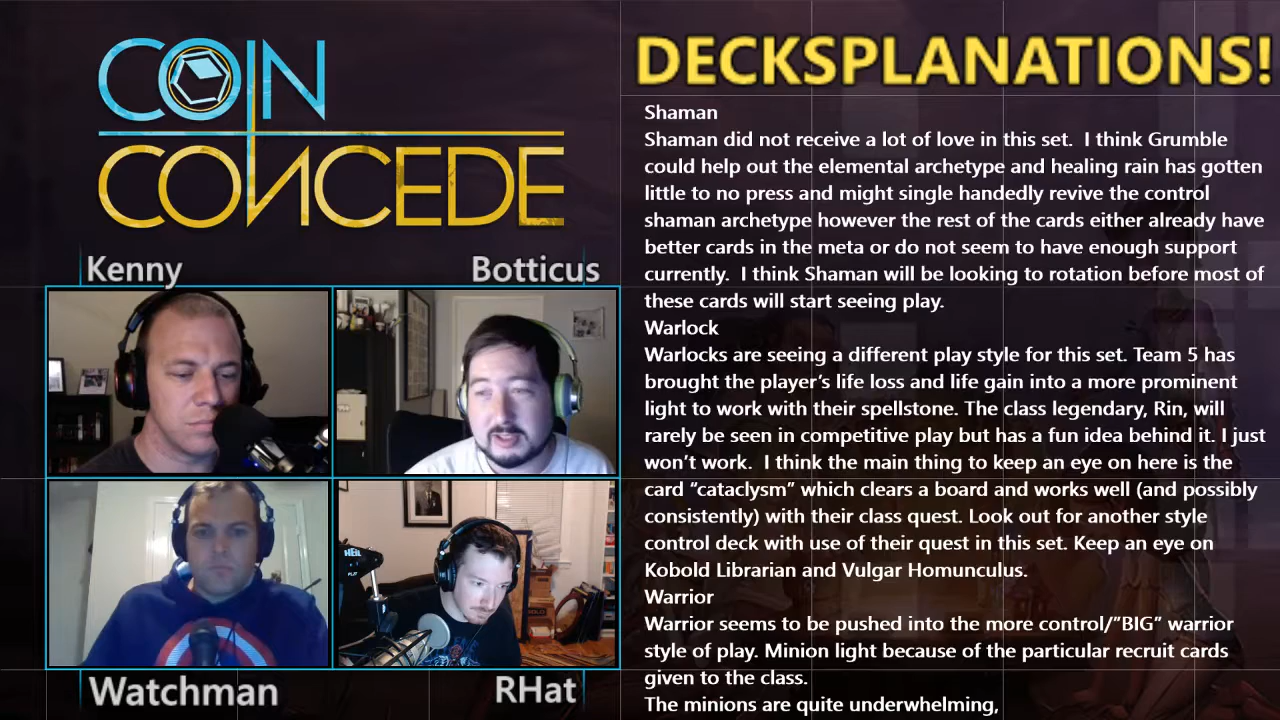 COIN
CONCEDE
DECKSPLANATIONS!
Kenny
Botticus
Watchman
RHat
Shaman
Shaman did not receive a lot of love in this set.  I think Grumble
could help out the elemental archetype and healing rain has gotten
little to no press and might single handedly revive the control
shaman archetype however the rest of the cards either already have
better cards in the meta or do not seem to have enough support
currently.  I think Shaman will be looking to rotation before most of
these cards will start seeing play.
Warlock
Warlocks are seeing a different play style for this set. Team 5 has
brought the player’s life loss and life gain into a more prominent
light to work with their spellstone. The class legendary, Rin, will
rarely be seen in competitive play but has a fun idea behind it. I just
won’t work.  I think the main thing to keep an eye on here is the
card “cataclysm” which clears a board and works well (and possibly
consistently) with their class quest. Look out for another style
control deck with use of their quest in this set. Keep an eye on
Kobold Librarian and Vulgar Homunculus.
Warrior
Warrior seems to be pushed into the more control/”BIG” warrior
style of play. Minion light because of the particular recruit cards
given to the class.
The minions are quite underwhelming,